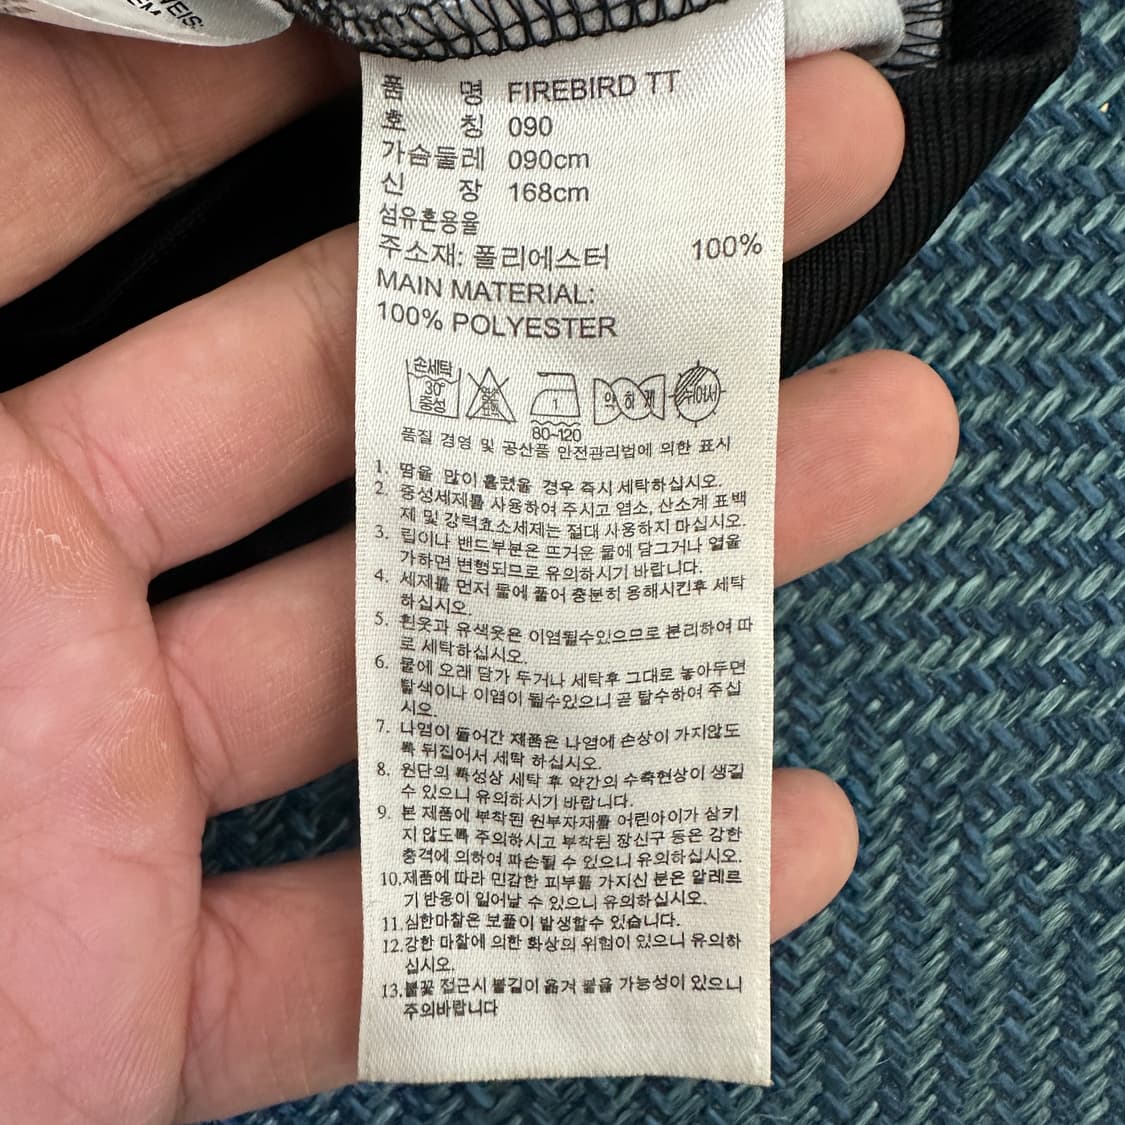 WEIS
EM
품 명 FIREBIRD TT
호 칭 090
가슴둘레 090cm
신 장 168cm
섬유혼용율
주소재: 폴리에스터 100%
MAIN MATERIAL:
100% POLYESTER
손세탁
30°
중성
1
80~120
약하게
뉘어서
품질 경영 및 공산품 안전관리법에 의한 표시
1. 땀을 많이 흘렸을 경우 즉시 세탁하십시오.
2. 중성세제를 사용하여 주시고 염소, 산소계 표백
제 및 강력효소세제는 절대 사용하지 마십시오.
3. 립이나 밴드부분은 뜨거운 물에 담그거나 열을
가하면 변형되므로 유의하시기 바랍니다.
4. 세제를 먼저 물에 풀어 충분히 용해시킨후 세탁
하십시오.
5. 흰옷과 유색옷은 이염될수있으므로 분리하여 따
로 세탁하십시오.
6. 물에 오래 담가 두거나 세탁후 그대로 놓아두면
탈색이나 이염이 될수있으니 곧 탈수하여 주십
시오.
7. 나염이 들어간 제품은 나염에 손상이 가지않도
록 뒤집어서 세탁 하십시오.
8. 원단의 특성상 세탁 후 약간의 수축현상이 생길
수 있으니 유의하시기 바랍니다.
9. 본 제품에 부착된 원부자재를 어린아이가 삼키
지 않도록 주의하시고 부착된 장신구 등은 강한
충격에 의하여 파손될 수 있으니 유의하십시오.
10.제품에 따라 민감한 피부를 가지신 분은 알레르
기 반응이 일어날 수 있으니 유의하십시오.
11.심한마찰은 보풀이 발생할수 있습니다.
12.강한 마찰에 의한 화상의 위험이 있으니 유의하
십시오.
13.불꽃 접근시 불길이 옮겨 붙을 가능성이 있으니
주의바랍니다